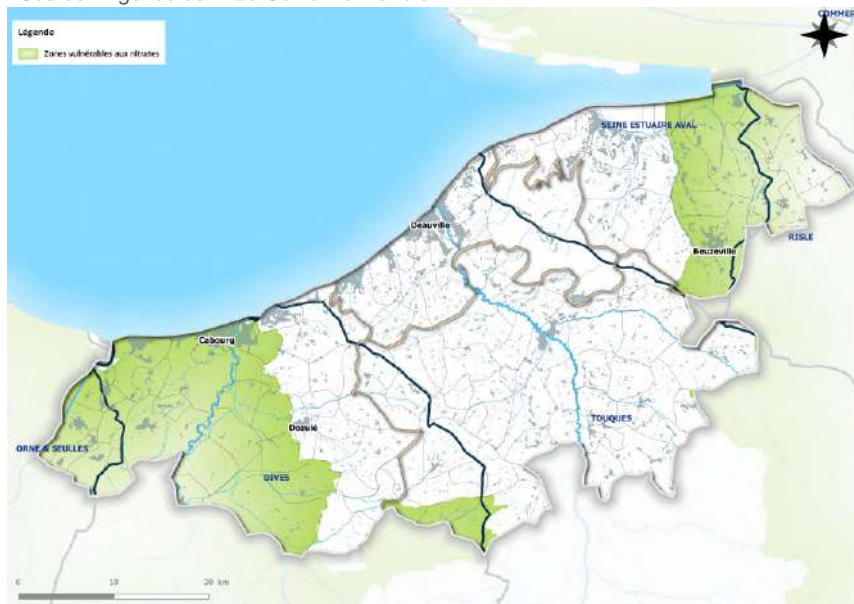 COMMER
Légende
Zones vulnérables aux nitrates
SEINE ESTUAIRE AVAL
Deauville
RISLE
Beuzeville
Cabourg
TOUQUES
Dozulé
ORNE & SEULLES
DIVES
0 10 20 km